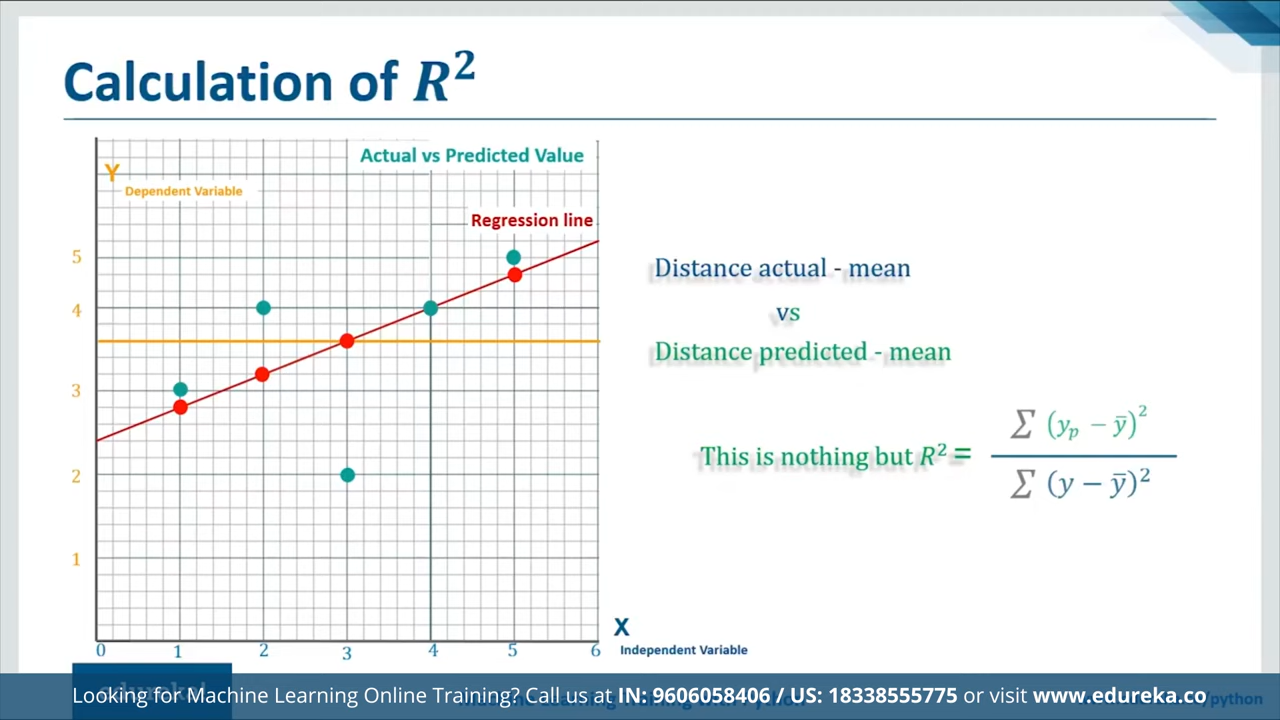 Calculation of R²
Actual vs Predicted Value
Y
Dependent Variable
Regression line
5
4
3
2
1
0 1 2 3 4 5 6
X
Independent Variable
Distance actual - mean
vs
Distance predicted - mean
This is nothing but R² =
∑ (yₚ − ȳ)²
∑ (y − ȳ)²
Looking for Machine Learning Online Training? Call us at IN: 9606058406 / US: 18338555775 or visit www.edureka.co